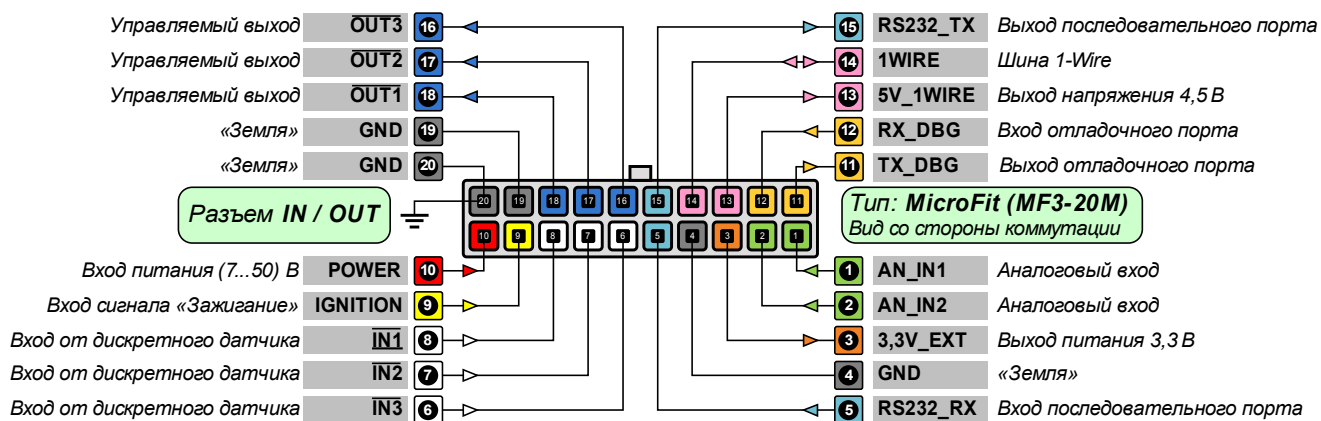 Управляемый выход OUT3 16 15 RS232_TX Выход последовательного порта
Управляемый выход OUT2 17 14 1WIRE Шина 1-Wire
Управляемый выход OUT1 18 13 5V_1WIRE Выход напряжения 4,5 В
«Земля» GND 19 12 RX_DBG Вход отладочного порта
«Земля» GND 20 11 TX_DBG Выход отладочного порта
Разъем IN / OUT
20 19 18 17 16 15 14 13 12 11
10 9 8 7 6 5 4 3 2 1
Тип: MicroFit (MF3-20M)
Вид со стороны коммутации
Вход питания (7...50) В POWER 10 1 AN_IN1 Аналоговый вход
Вход сигнала «Зажигание» IGNITION 9 2 AN_IN2 Аналоговый вход
Вход от дискретного датчика IN1 8 3 3,3V_EXT Выход питания 3,3 В
Вход от дискретного датчика IN2 7 4 GND «Земля»
Вход от дискретного датчика IN3 6 5 RS232_RX Вход последовательного порта